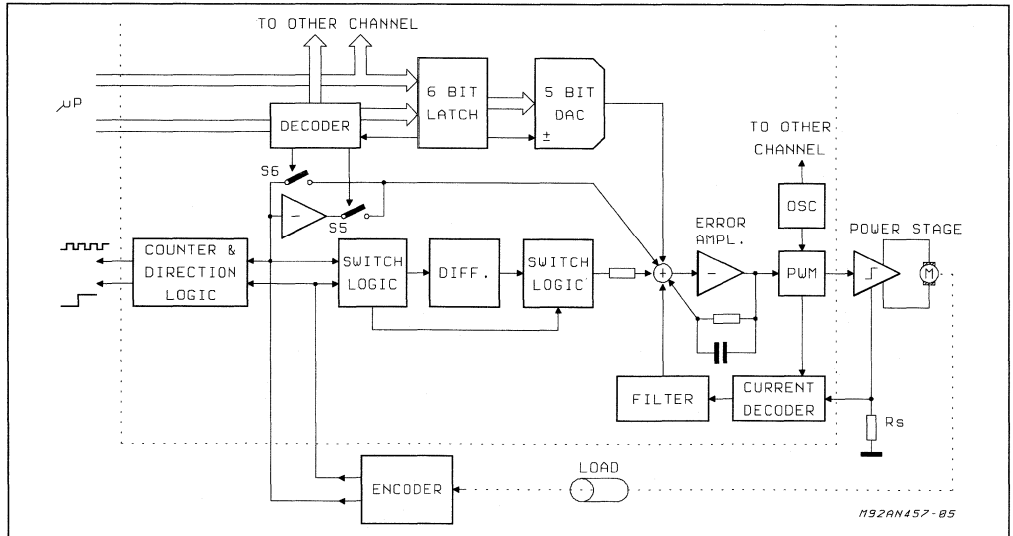 TO OTHER CHANNEL
µP
DECODER
6 BIT
LATCH
5 BIT
DAC
±
S6
–
S5
TO OTHER
CHANNEL
OSC
ERROR
AMPL.
POWER STAGE
COUNTER &
DIRECTION
LOGIC
SWITCH
LOGIC
DIFF.
SWITCH
LOGIC
+
–
PWM
M
FILTER
CURRENT
DECODER
Rs
ENCODER
LOAD
M92AN457-05